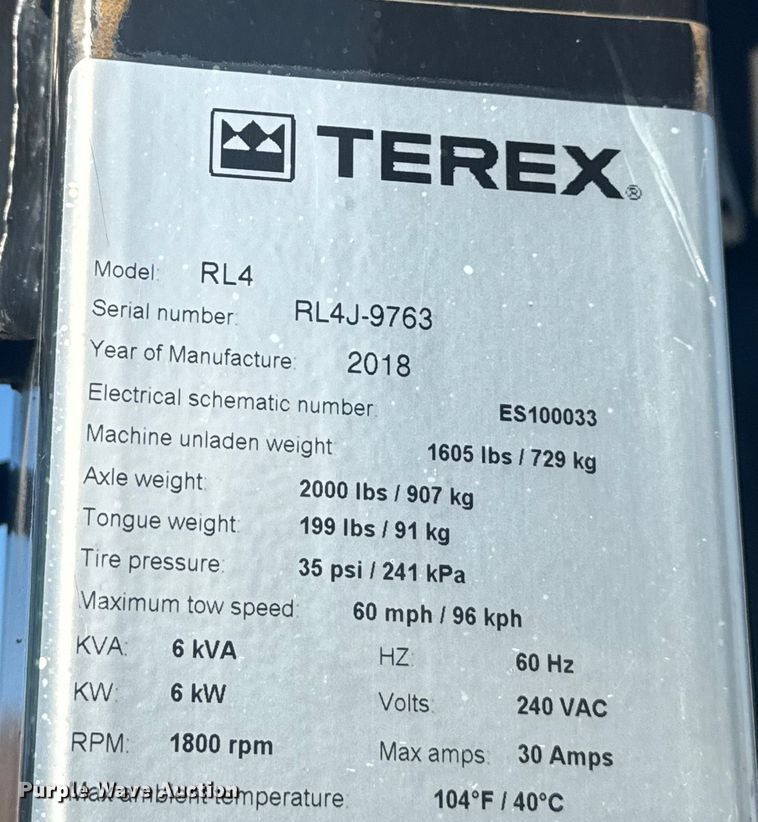 TEREX®
Model: RL4
Serial number: RL4J-9763
Year of Manufacture: 2018
Electrical schematic number: ES100033
Machine unladen weight: 1605 lbs / 729 kg
Axle weight: 2000 lbs / 907 kg
Tongue weight: 199 lbs / 91 kg
Tire pressure: 35 psi / 241 kPa
Maximum tow speed: 60 mph / 96 kph
KVA: 6 kVA HZ: 60 Hz
KW: 6 kW Volts: 240 VAC
RPM: 1800 rpm Max amps: 30 Amps
Max ambient temperature: 104°F / 40°C
Purple Wave Auction